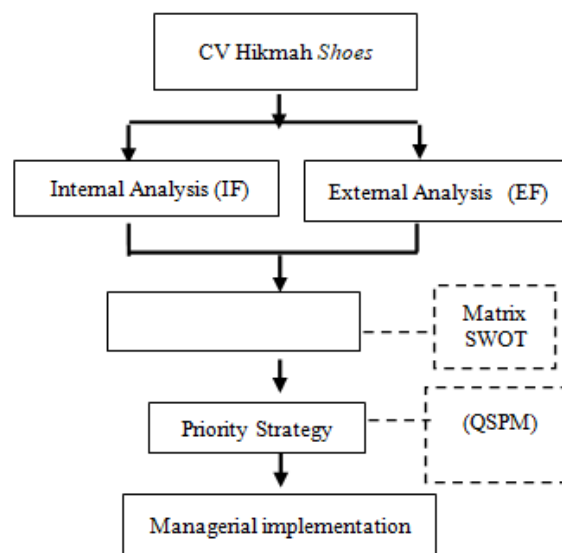 CV Hikmah Shoes
Internal Analysis (IF)
External Analysis (EF)
Matrix
SWOT
Priority Strategy
(QSPM)
Managerial implementation